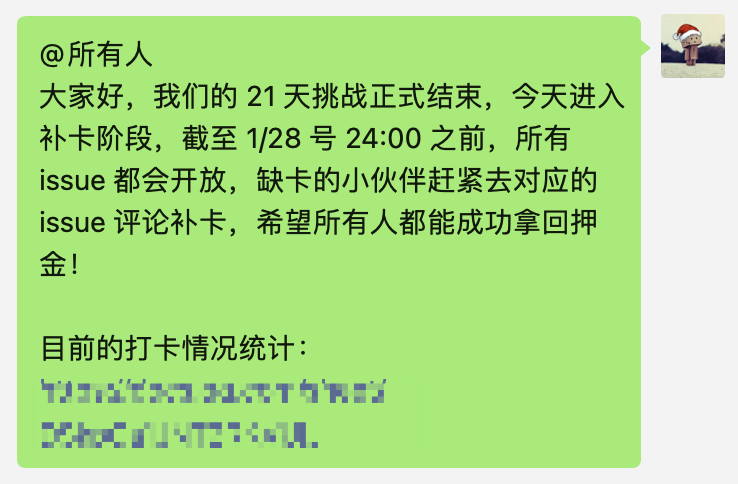 @所有人
大家好，我们的 21 天挑战正式结束，今天进入
补卡阶段，截至 1/28 号 24:00 之前，所有
issue 都会开放，缺卡的小伙伴赶紧去对应的
issue 评论补卡，希望所有人都能成功拿回押
金！
目前的打卡情况统计：